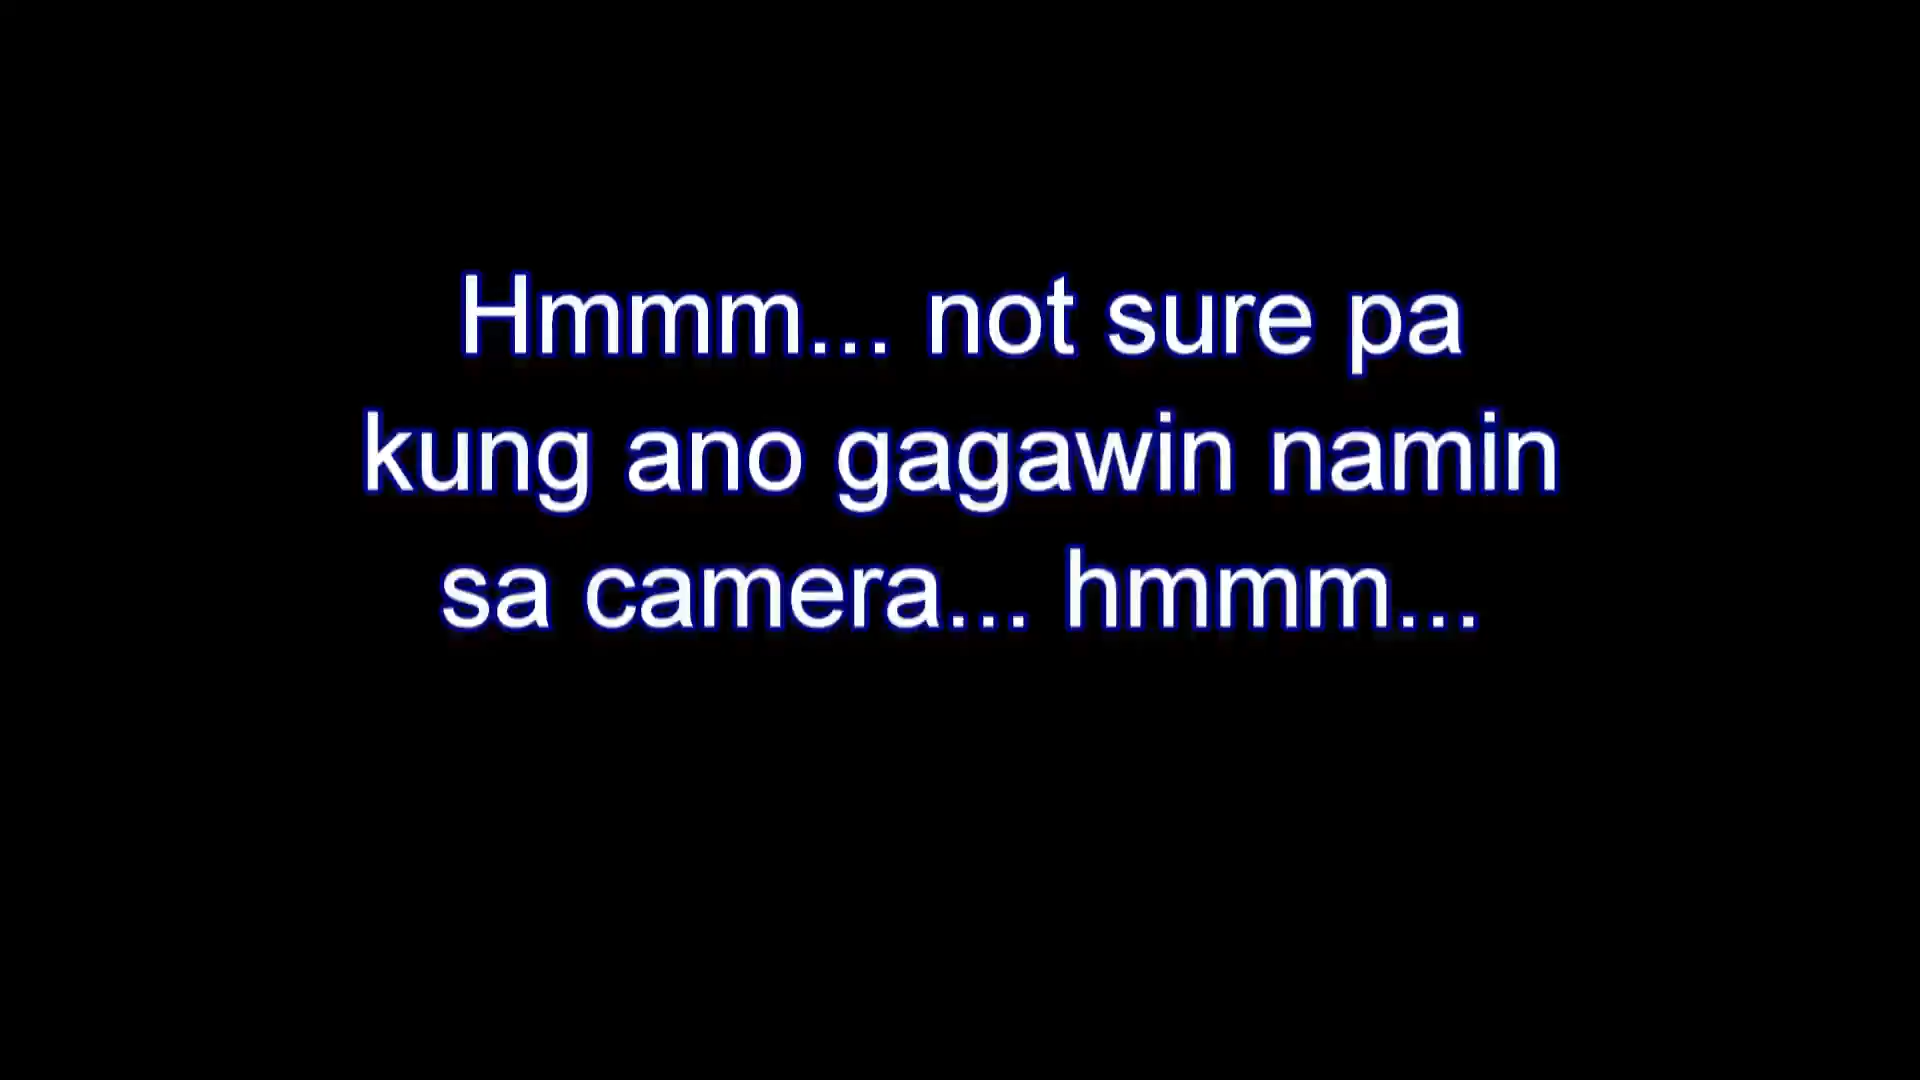 Hmmm... not sure pa
kung ano gagawin namin
sa camera... hmmm...